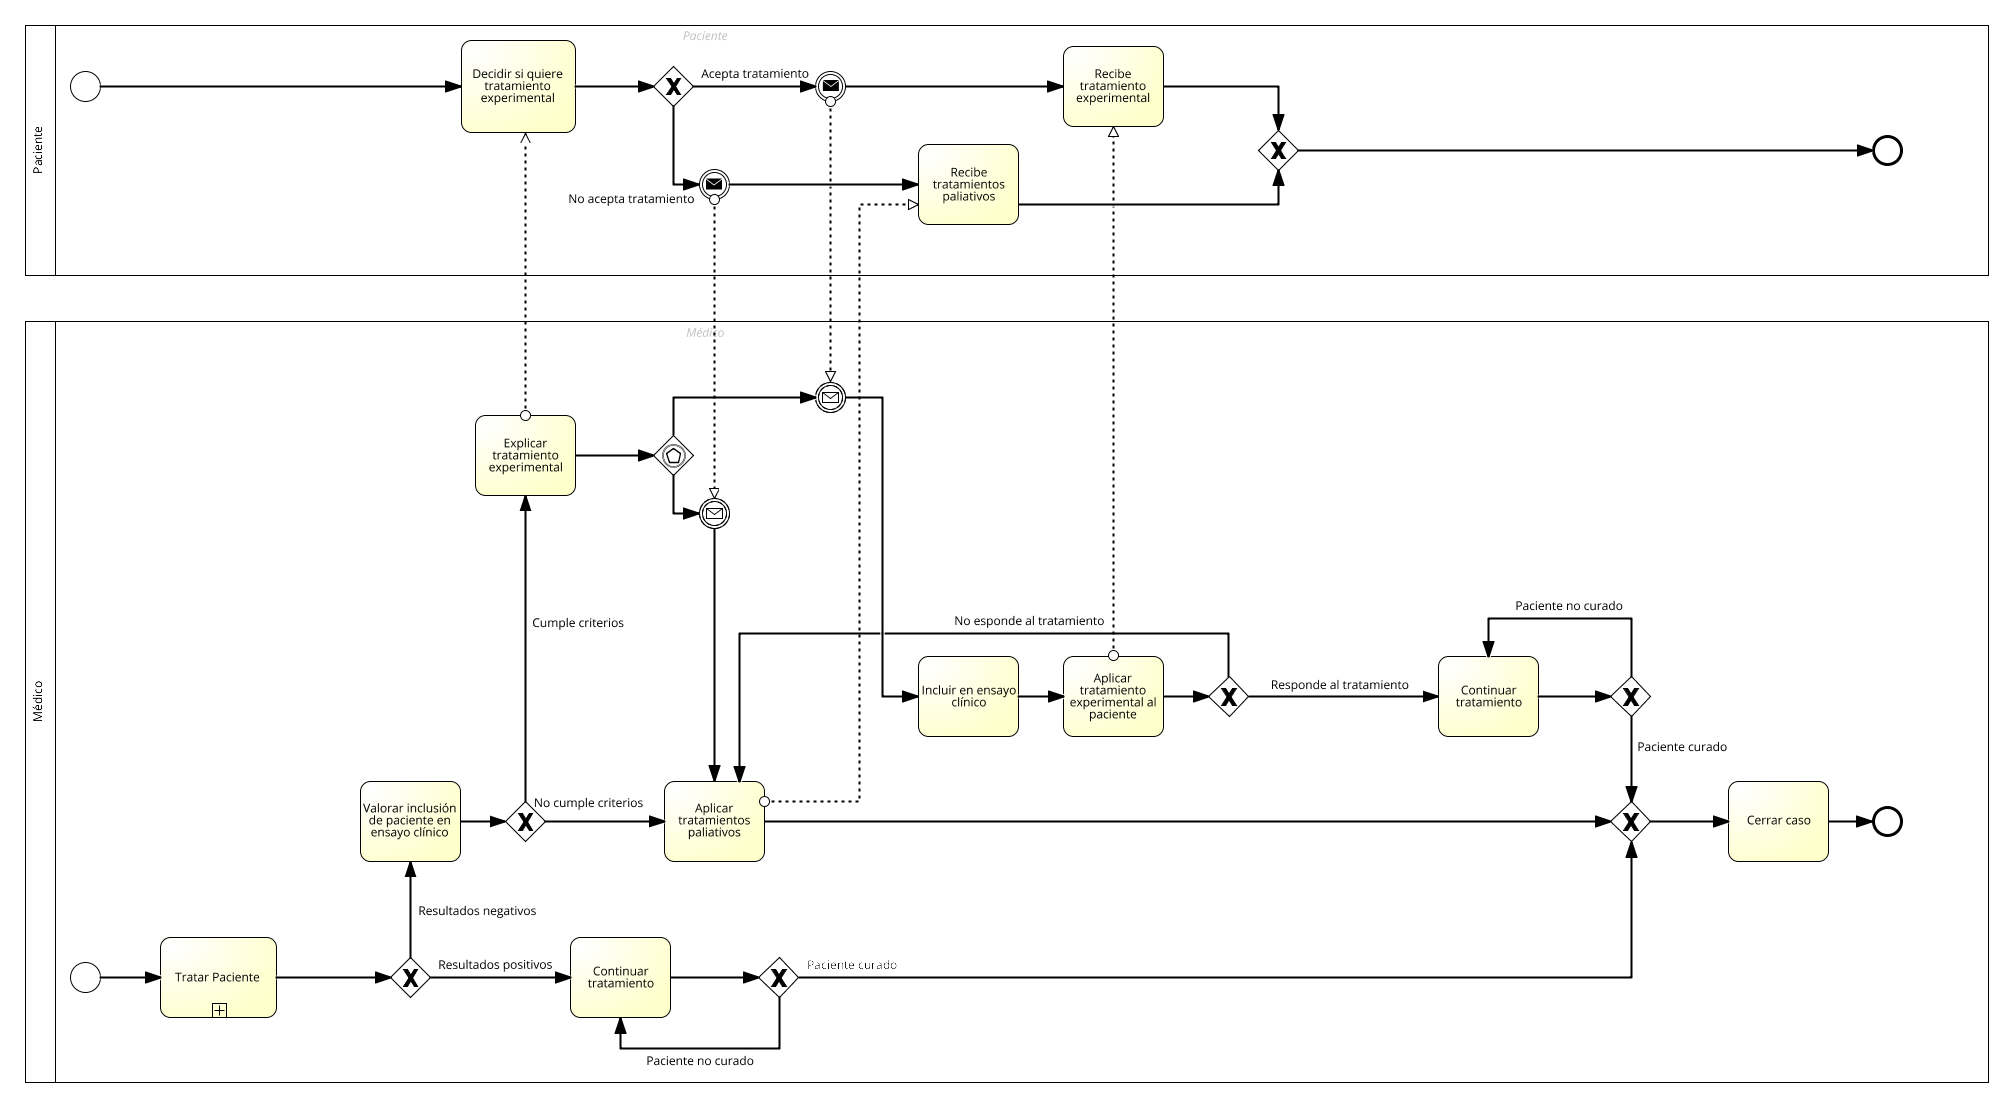 Paciente
Paciente
Decidir si quiere
tratamiento
experimental
Acepta tratamiento
Recibe
tratamiento
experimental
No acepta tratamiento
Recibe
tratamientos
paliativos
Médico
Médico
Explicar
tratamiento
experimental
Cumple criterios
No esponde al tratamiento
Paciente no curado
Incluir en ensayo
clínico
Aplicar
tratamiento
experimental al
paciente
Responde al tratamiento
Continuar
tratamiento
Paciente curado
Valorar inclusión
de paciente en
ensayo clínico
No cumple criterios
Aplicar
tratamientos
paliativos
Cerrar caso
Resultados negativos
Tratar Paciente
Resultados positivos
Continuar
tratamiento
Paciente curado
Paciente no curado